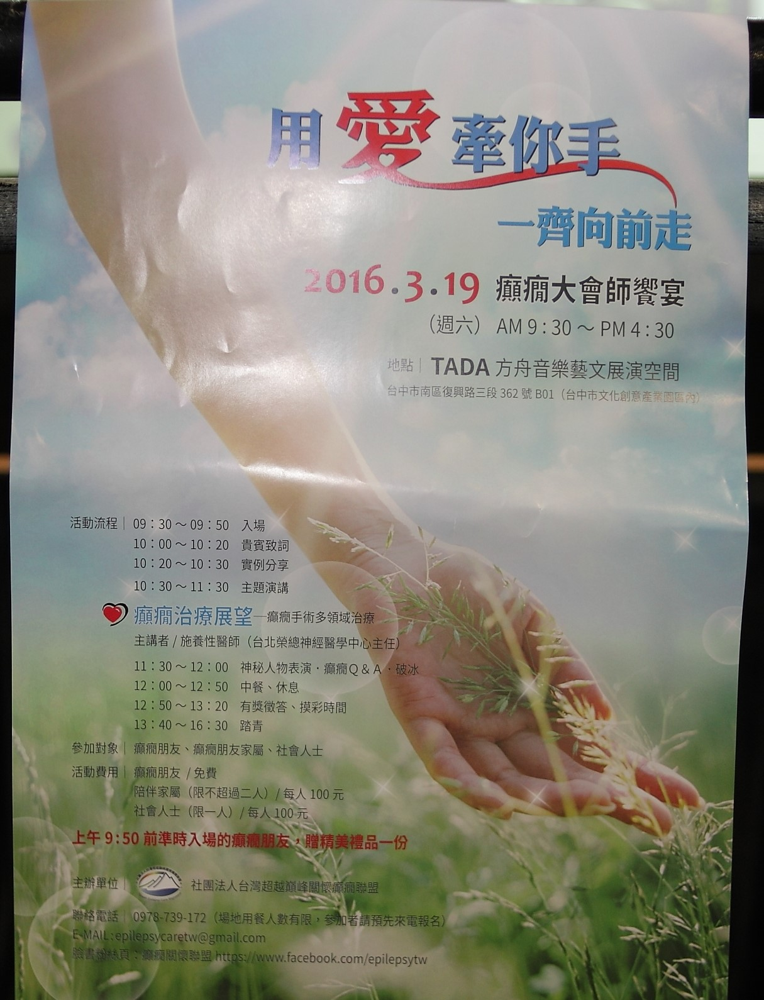 用愛牽你手
一齊向前走
2016.3.19 癲癇大會師饗宴
（週六） AM 9:30～PM 4:30
地點｜TADA 方舟音樂藝文展演空間
台中市南區復興路三段 362 號 B01（台中市文化創意產業園區內）
活動流程｜09：30～09：50 入場
10：00～10：20 貴賓致詞
10：20～10：30 實例分享
10：30～11：30 主題演講
癲癇治療展望—癲癇手術多領域治療
主講者 / 施養性醫師（台北榮總神經醫學中心主任）
11：30～12：00 神秘人物表演．癲癇Q＆A．破冰
12：00～12：50 中餐、休息
12：50～13：20 有獎徵答、摸彩時間
13：40～16：30 踏青
參加對象｜癲癇朋友、癲癇朋友家屬、社會人士
活動費用｜癲癇朋友 / 免費
陪伴家屬（限不超過二人）/ 每人 100 元
社會人士（限一人）/ 每人 100 元
上午 9:50 前準時入場的癲癇朋友，贈精美禮品一份
主辦單位｜社團法人台灣超越巔峰關懷癲癇聯盟
聯絡電話｜0978-739-172（場地用餐人數有限，參加者請預先來電報名）
E-MAIL:epilepsycaretw@gmail.com
臉書粉絲頁：癲癇關懷聯盟 https://www.facebook.com/epilepsytw